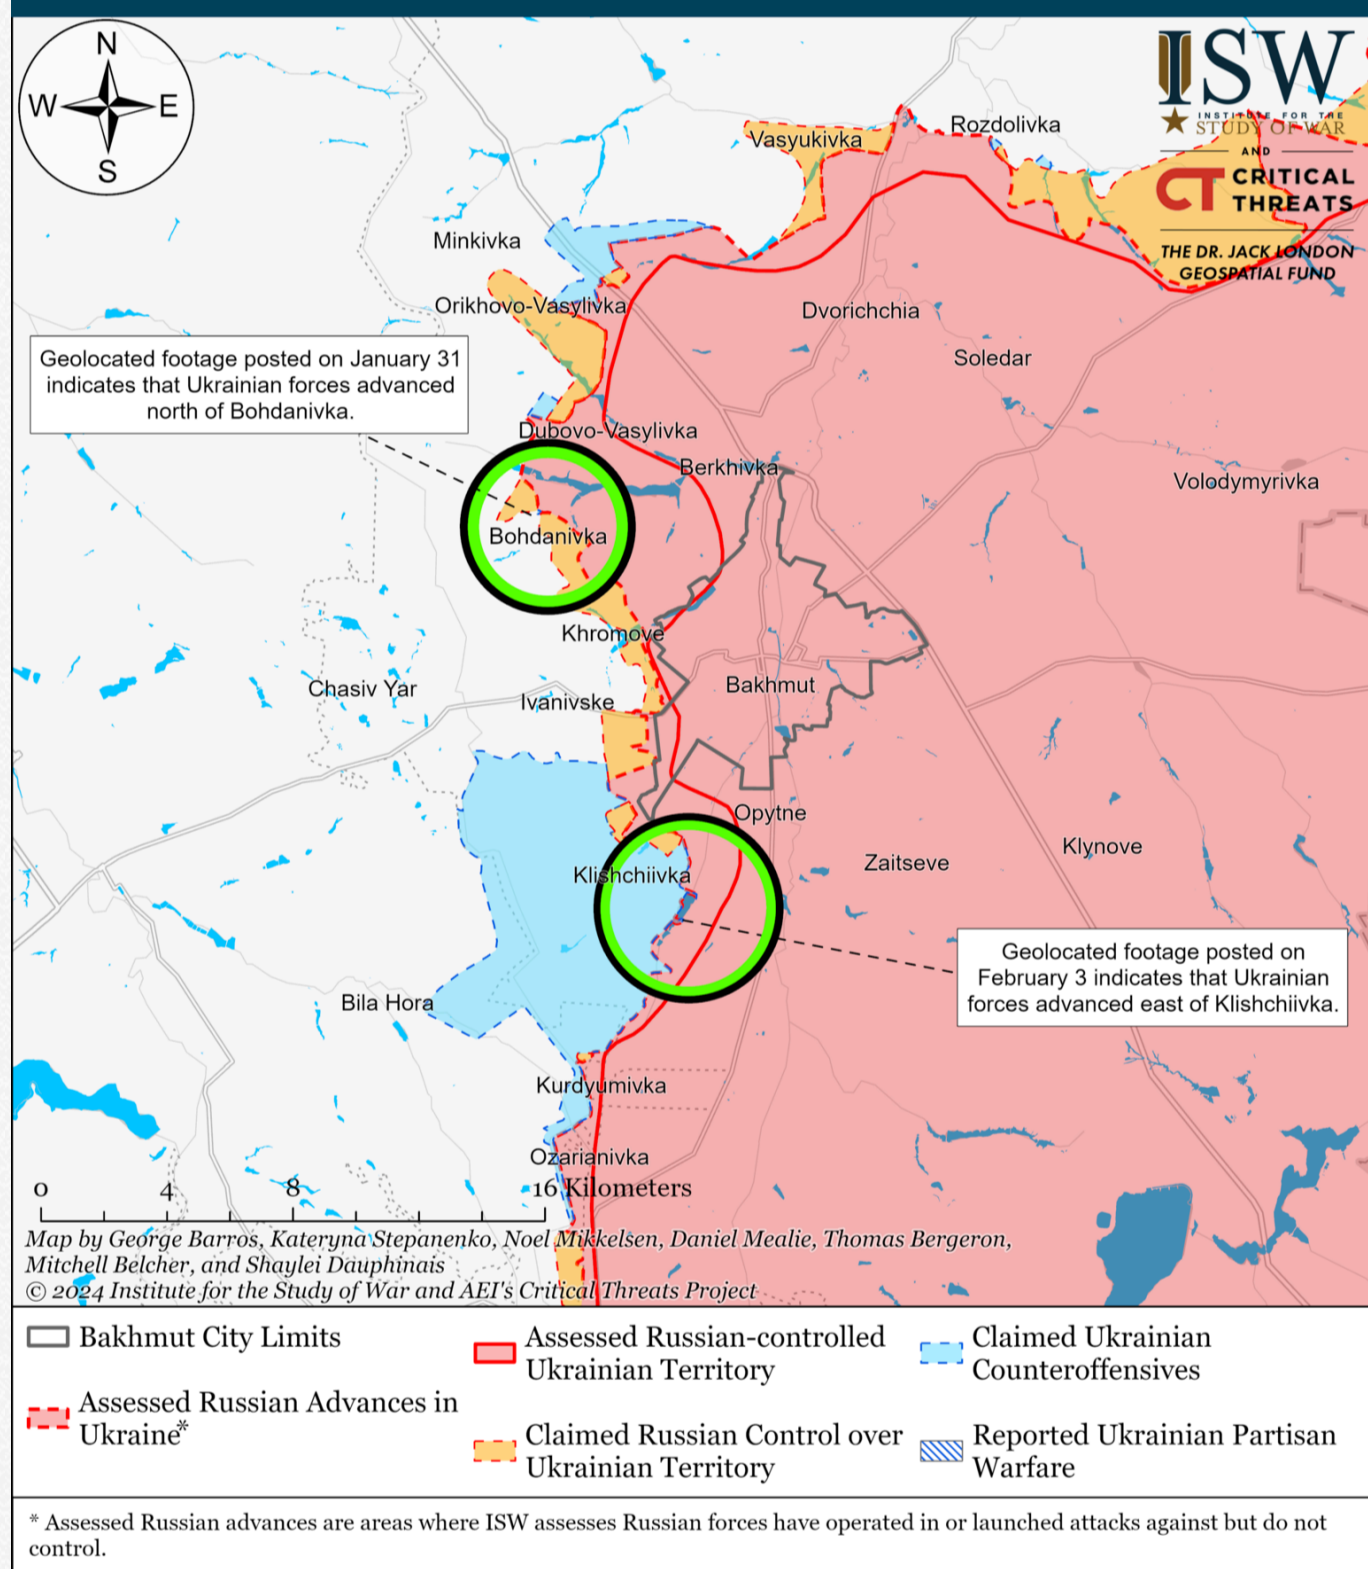 N
W
E
S
ISW
INSTITUTE FOR THE
STUDY OF WAR
AND
CRITICAL
THREATS
THE DR. JACK LONDON
GEOSPATIAL FUND
Vasyukivka
Rozdolivka
Minkivka
Orikhovo-Vasylivka
Dvorichchia
Soledar
Geolocated footage posted on January 31
indicates that Ukrainian forces advanced
north of Bohdanivka.
Dubovo-Vasylivka
Berkhivka
Volodymyrivka
Bohdanivka
Khromove
Chasiv Yar
Ivanivske
Bakhmut
Opytne
Zaitseve
Klynove
Klishchiivka
Geolocated footage posted on
February 3 indicates that Ukrainian
forces advanced east of Klishchiivka.
Bila Hora
Kurdyumivka
Ozarianivka
0 4 8 16 Kilometers
Map by George Barros, Kateryna Stepanenko, Noel Mikkelsen, Daniel Mealie, Thomas Bergeron,
Mitchell Belcher, and Shaylei Dauphinais
© 2024 Institute for the Study of War and AEI's Critical Threats Project
Bakhmut City Limits
Assessed Russian Advances in
Ukraine*
Assessed Russian-controlled
Ukrainian Territory
Claimed Russian Control over
Ukrainian Territory
Claimed Ukrainian
Counteroffensives
Reported Ukrainian Partisan
Warfare
* Assessed Russian advances are areas where ISW assesses Russian forces have operated in or launched attacks against but do not
control.